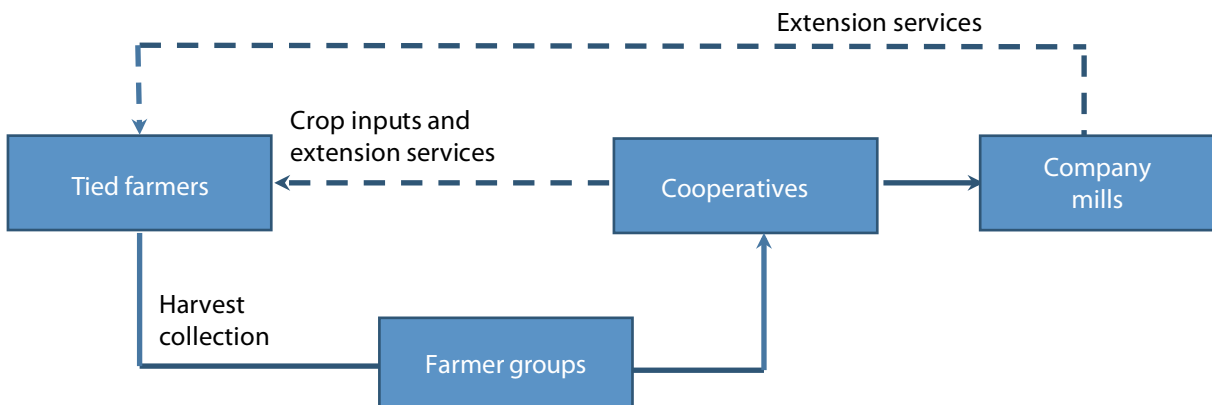 Extension services
Crop inputs and
extension services
Tied farmers
Cooperatives
Company
mills
Harvest
collection
Farmer groups